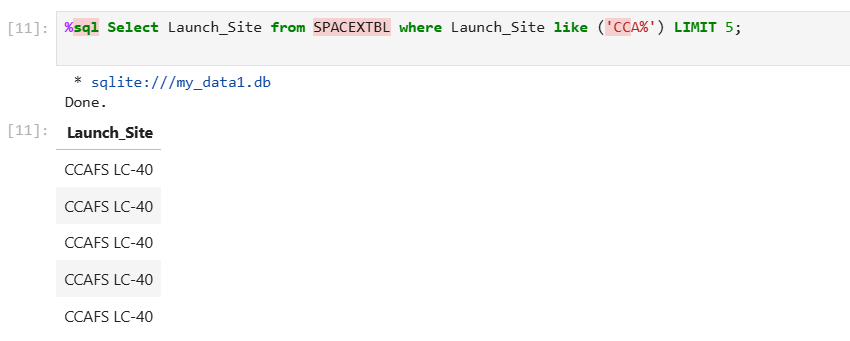 [11]: %sql Select Launch_Site from SPACEXTBL where Launch_Site like ('CCA%') LIMIT 5;
* sqlite:///my_data1.db
Done.
[11]: Launch_Site
CCAFS LC-40
CCAFS LC-40
CCAFS LC-40
CCAFS LC-40
CCAFS LC-40